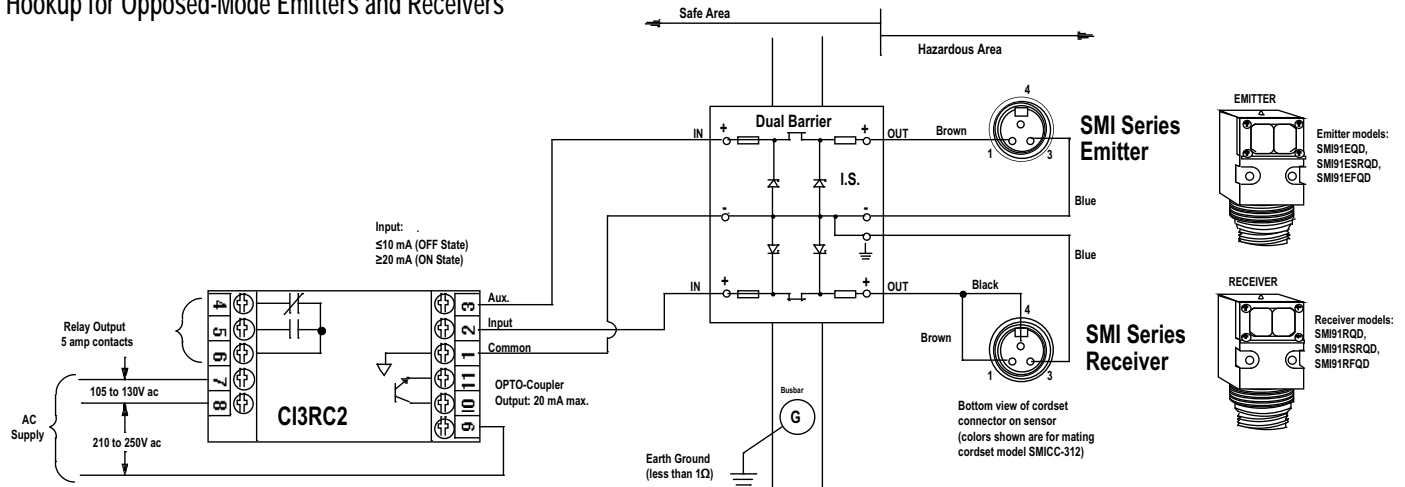 Hookup for Opposed-Mode Emitters and Receivers
Safe Area
Hazardous Area
Dual Barrier
IN
+
+
OUT
Brown
I.S.
-
-
IN
+
+
OUT
4
1
3
SMI Series
Emitter
Blue
Blue
Black
Brown
4
1
3
SMI Series
Receiver
EMITTER
Emitter models:
SMI91EQD,
SMI91ESRQD,
SMI91EFQD
RECEIVER
Receiver models:
SMI91RQD,
SMI91RSRQD,
SMI91RFQD
Input: .
≤10 mA (OFF State)
≥20 mA (ON State)
4
5
6
7
8
3
2
1
11
10
9
Aux.
Input
Common
OPTO-Coupler
Output: 20 mA max.
CI3RC2
Relay Output
5 amp contacts
105 to 130V ac
AC
Supply
210 to 250V ac
Busbar
G
Earth Ground
(less than 1Ω)
Bottom view of cordset
connector on sensor
(colors shown are for mating
cordset model SMICC-312)